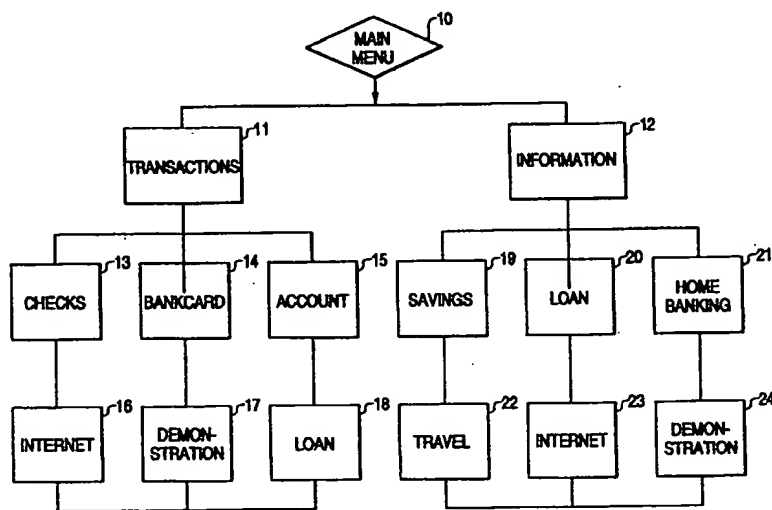 10
MAIN
MENU
11
TRANSACTIONS
12
INFORMATION
13
CHECKS
14
BANKCARD
15
ACCOUNT
19
SAVINGS
20
LOAN
21
HOME
BANKING
16
INTERNET
17
DEMON-
STRATION
18
LOAN
22
TRAVEL
23
INTERNET
24
DEMON-
STRATION